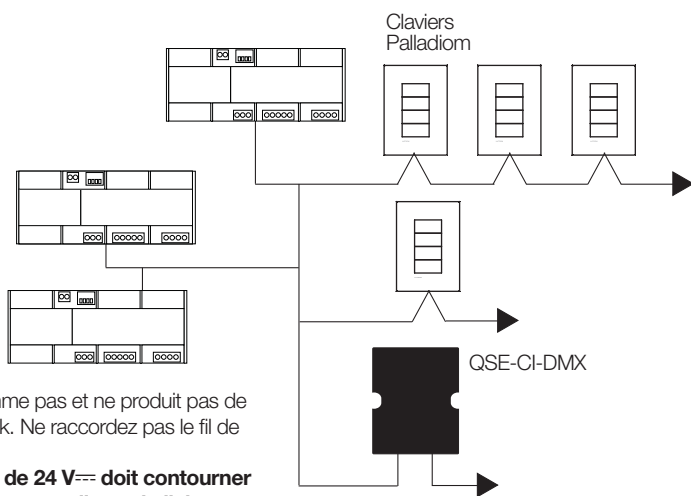 Claviers
Palladiom
QSE-CI-DMX
me pas et ne produit pas de
k. Ne raccordez pas le fil de
de 24 V⎓ doit contourner